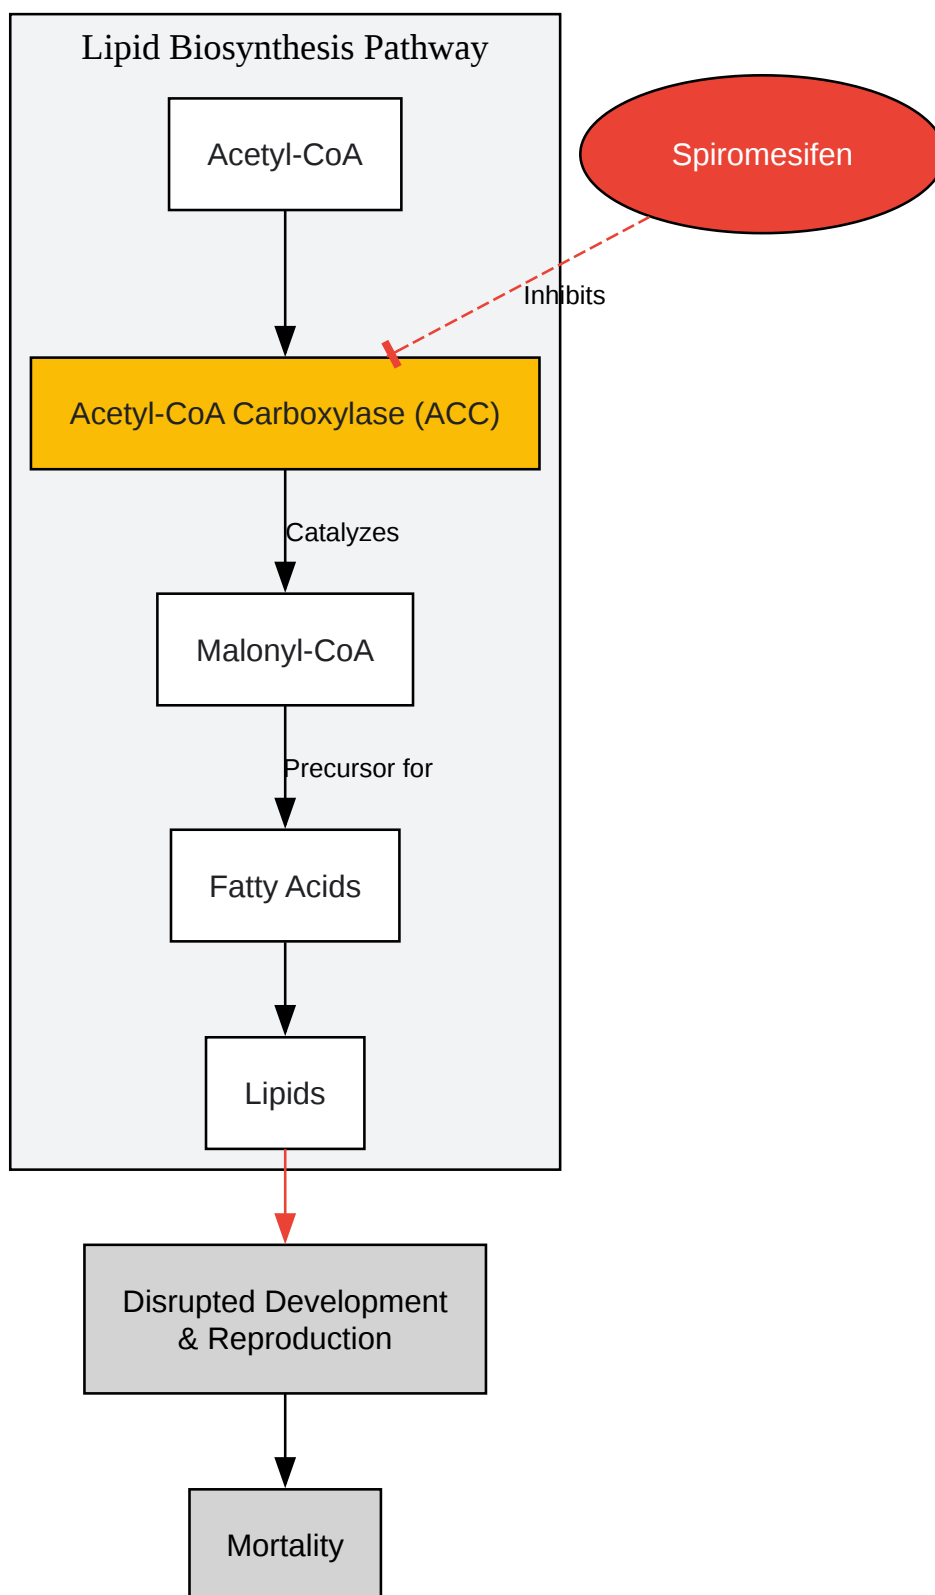 Lipid Biosynthesis Pathway
Acetyl-CoA
Spiromesifen
Inhibits
Acetyl-CoA Carboxylase (ACC)
Catalyzes
Malonyl-CoA
Precursor for
Fatty Acids
Lipids
Disrupted Development
& Reproduction
Mortality